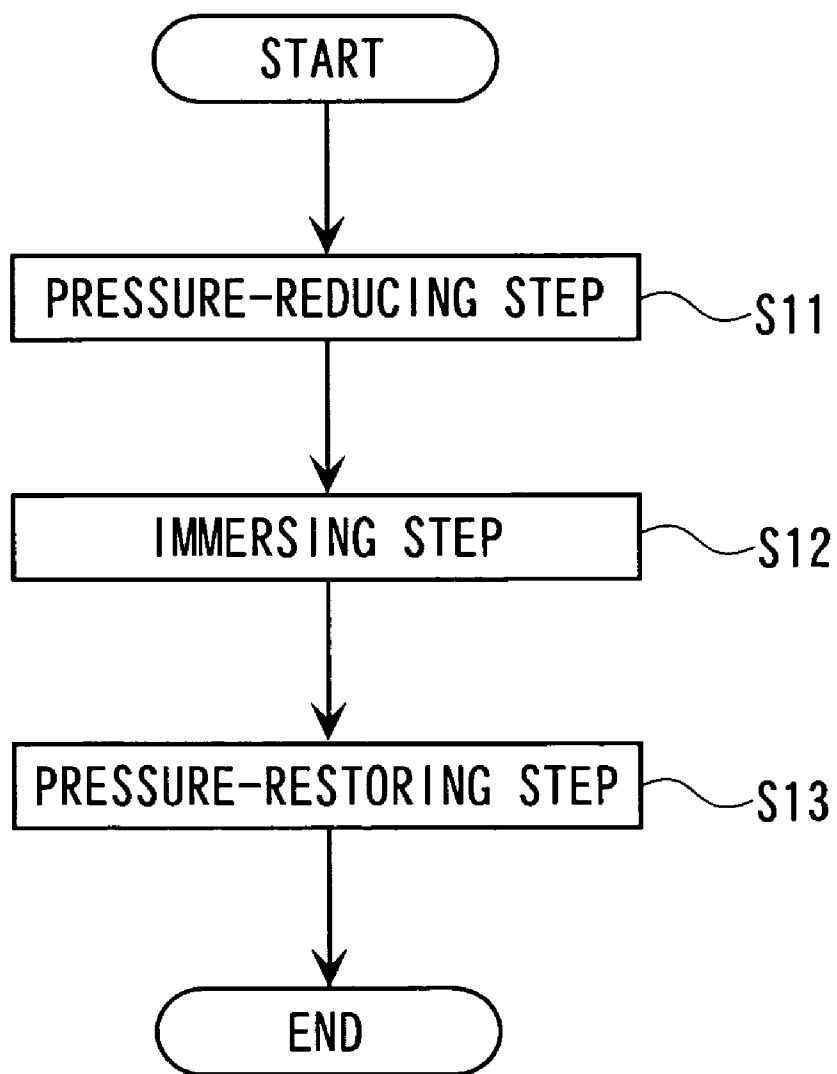 START
PRESSURE-REDUCING STEP
S11
IMMERSING STEP
S12
PRESSURE-RESTORING STEP
S13
END